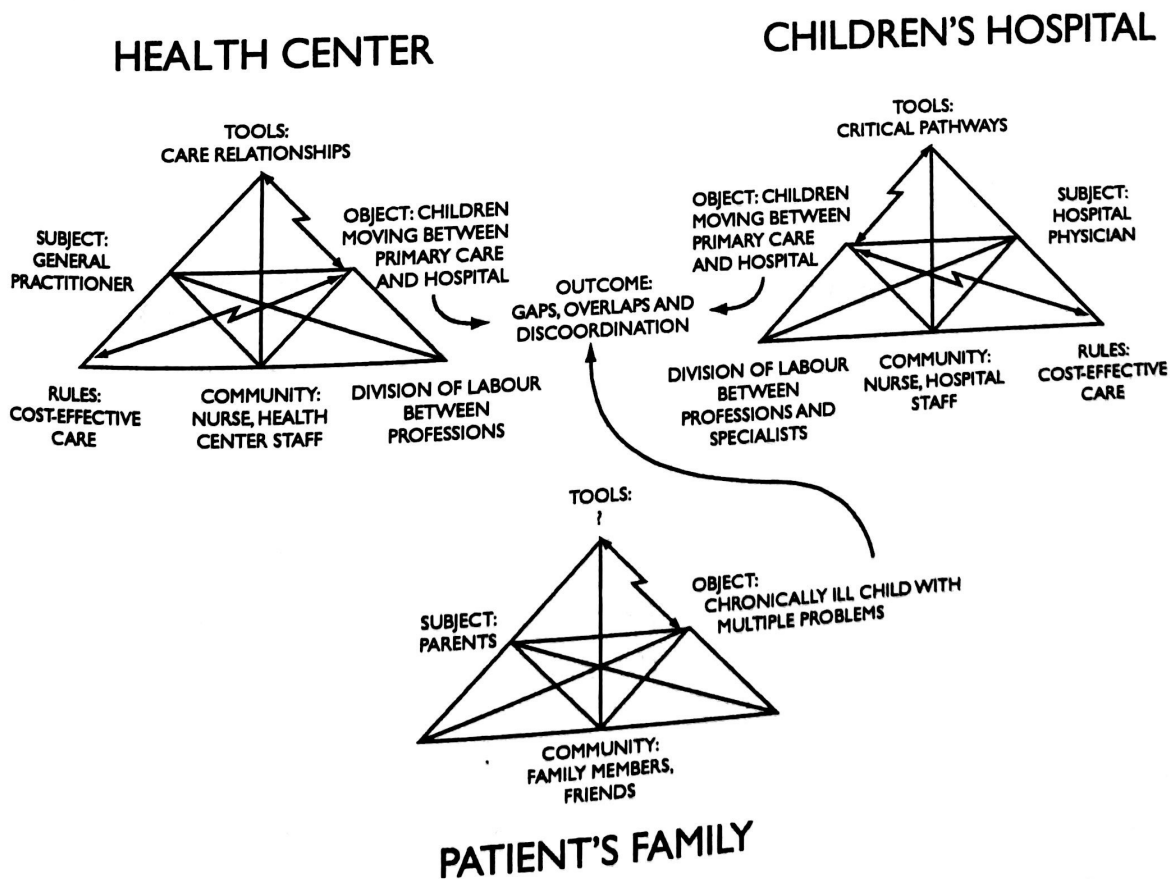 HEALTH CENTER
CHILDREN'S HOSPITAL
TOOLS:
CARE RELATIONSHIPS
SUBJECT:
GENERAL
PRACTITIONER
OBJECT: CHILDREN
MOVING BETWEEN
PRIMARY CARE
AND HOSPITAL
RULES:
COST-EFFECTIVE
CARE
COMMUNITY:
NURSE, HEALTH
CENTER STAFF
DIVISION OF LABOUR
BETWEEN
PROFESSIONS
OUTCOME:
GAPS, OVERLAPS AND
DISCOORDINATION
TOOLS:
CRITICAL PATHWAYS
OBJECT: CHILDREN
MOVING BETWEEN
PRIMARY CARE
AND HOSPITAL
SUBJECT:
HOSPITAL
PHYSICIAN
DIVISION OF LABOUR
BETWEEN
PROFESSIONS AND
SPECIALISTS
COMMUNITY:
NURSE, HOSPITAL
STAFF
RULES:
COST-EFFECTIVE
CARE
TOOLS:
?
SUBJECT:
PARENTS
OBJECT:
CHRONICALLY ILL CHILD WITH
MULTIPLE PROBLEMS
COMMUNITY:
FAMILY MEMBERS,
FRIENDS
PATIENT'S FAMILY